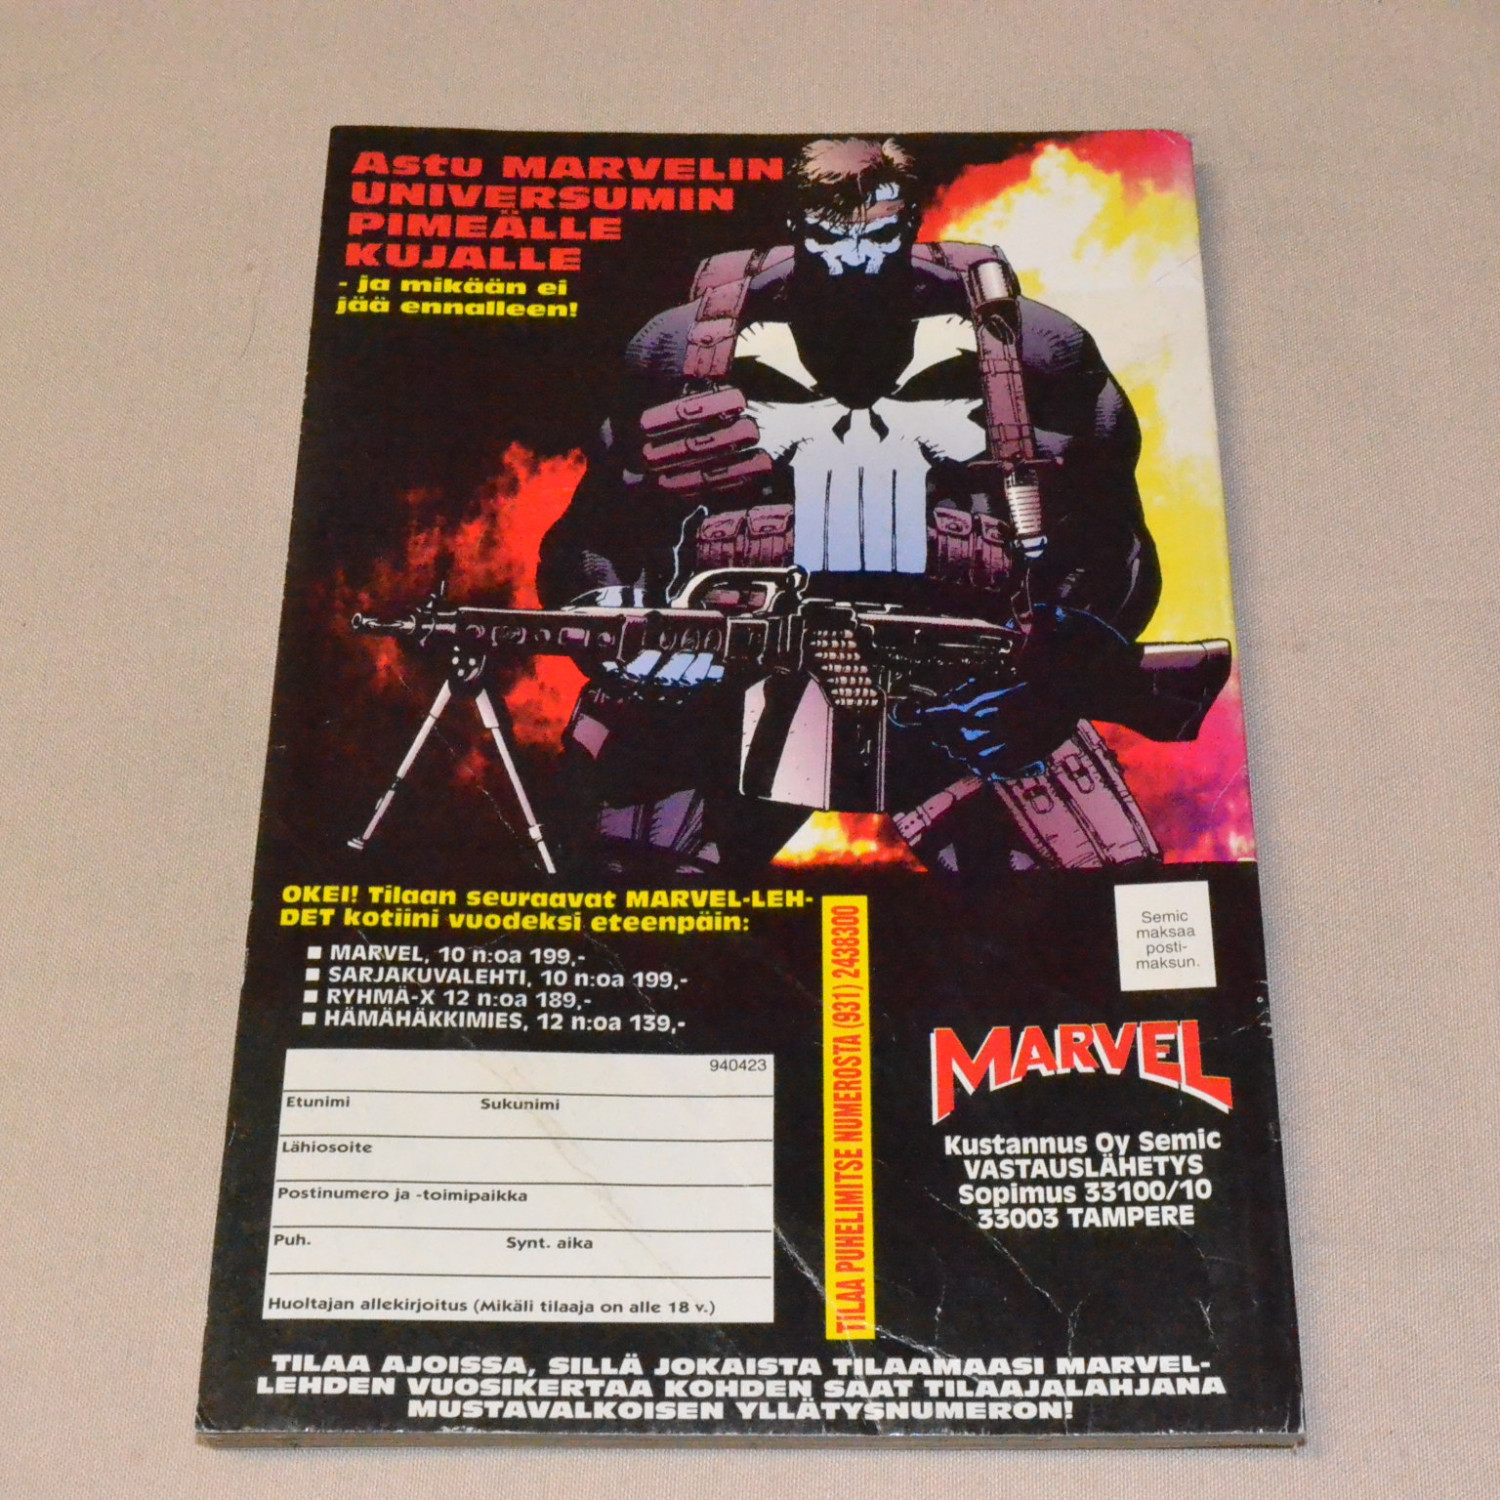 Astu MARVELIN
UNIVERSUMIN
PIMEÄLLE
KUJALLE
- ja mikään ei
jää ennalleen!
OKEI! Tilaan seuraavat MARVEL-LEH-
DET kotiini vuodeksi eteenpäin:
■ MARVEL, 10 n:oa 199,-
■ SARJAKUVALEHTI, 10 n:oa 199,-
■ RYHMÄ-X 12 n:oa 189,-
■ HÄMÄHÄKKIMIES, 12 n:oa 139,-
940423
Etunimi Sukunimi
Lähiosoite
Postinumero ja -toimipaikka
Puh. Synt. aika
Huoltajan allekirjoitus (Mikäli tilaaja on alle 18 v.)
TILAA PUHELIMITSE NUMEROSTA (931) 2438300
Semic
maksaa
posti-
maksun.
MARVEL
Kustannus Oy Semic
VASTAUSLÄHETYS
Sopimus 33100/10
33003 TAMPERE
TILAA AJOISSA, SILLÄ JOKAISTA TILAAMAASI MARVEL-
LEHDEN VUOSIKERTAA KOHDEN SAAT TILAAJALAHJANA
MUSTAVALKOISEN YLLÄTYSNUMERON!